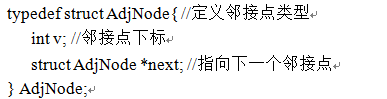 typedef struct AdjNode{ //定义邻接点类型
int v; //邻接点下标
struct AdjNode *next; //指向下一个邻接点
} AdjNode;